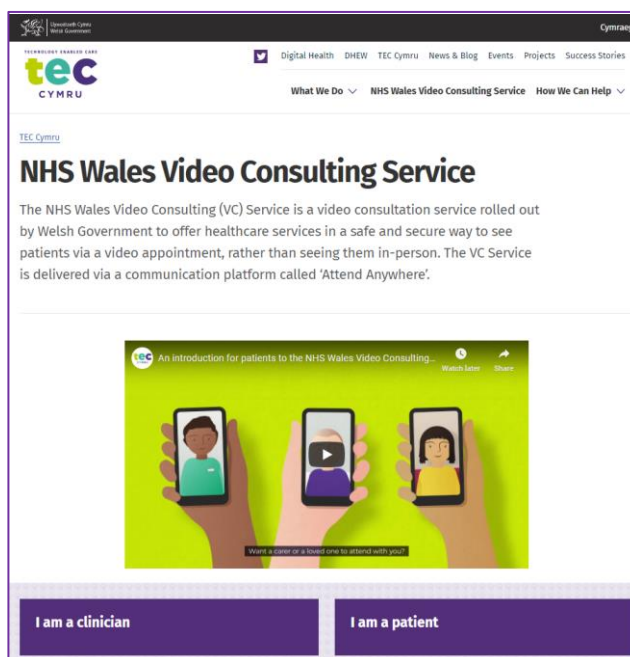 Llywodraeth Cymru
Welsh Government
Cymraeg
TECHNOLOGY ENABLED CARE
tec
CYMRU
Digital Health DHEW TEC Cymru News & Blog Events Projects Success Stories
What We Do NHS Wales Video Consulting Service How We Can Help
TEC Cymru
NHS Wales Video Consulting Service
The NHS Wales Video Consulting (VC) Service is a video consultation service rolled out
by Welsh Government to offer healthcare services in a safe and secure way to see
patients via a video appointment, rather than seeing them in-person. The VC Service
is delivered via a communication platform called ‘Attend Anywhere’.
tec
CYMRU
An introduction for patients to the NHS Wales Video Consulting...
Watch later
Share
Want a carer or a loved one to attend with you?
I am a clinician
I am a patient